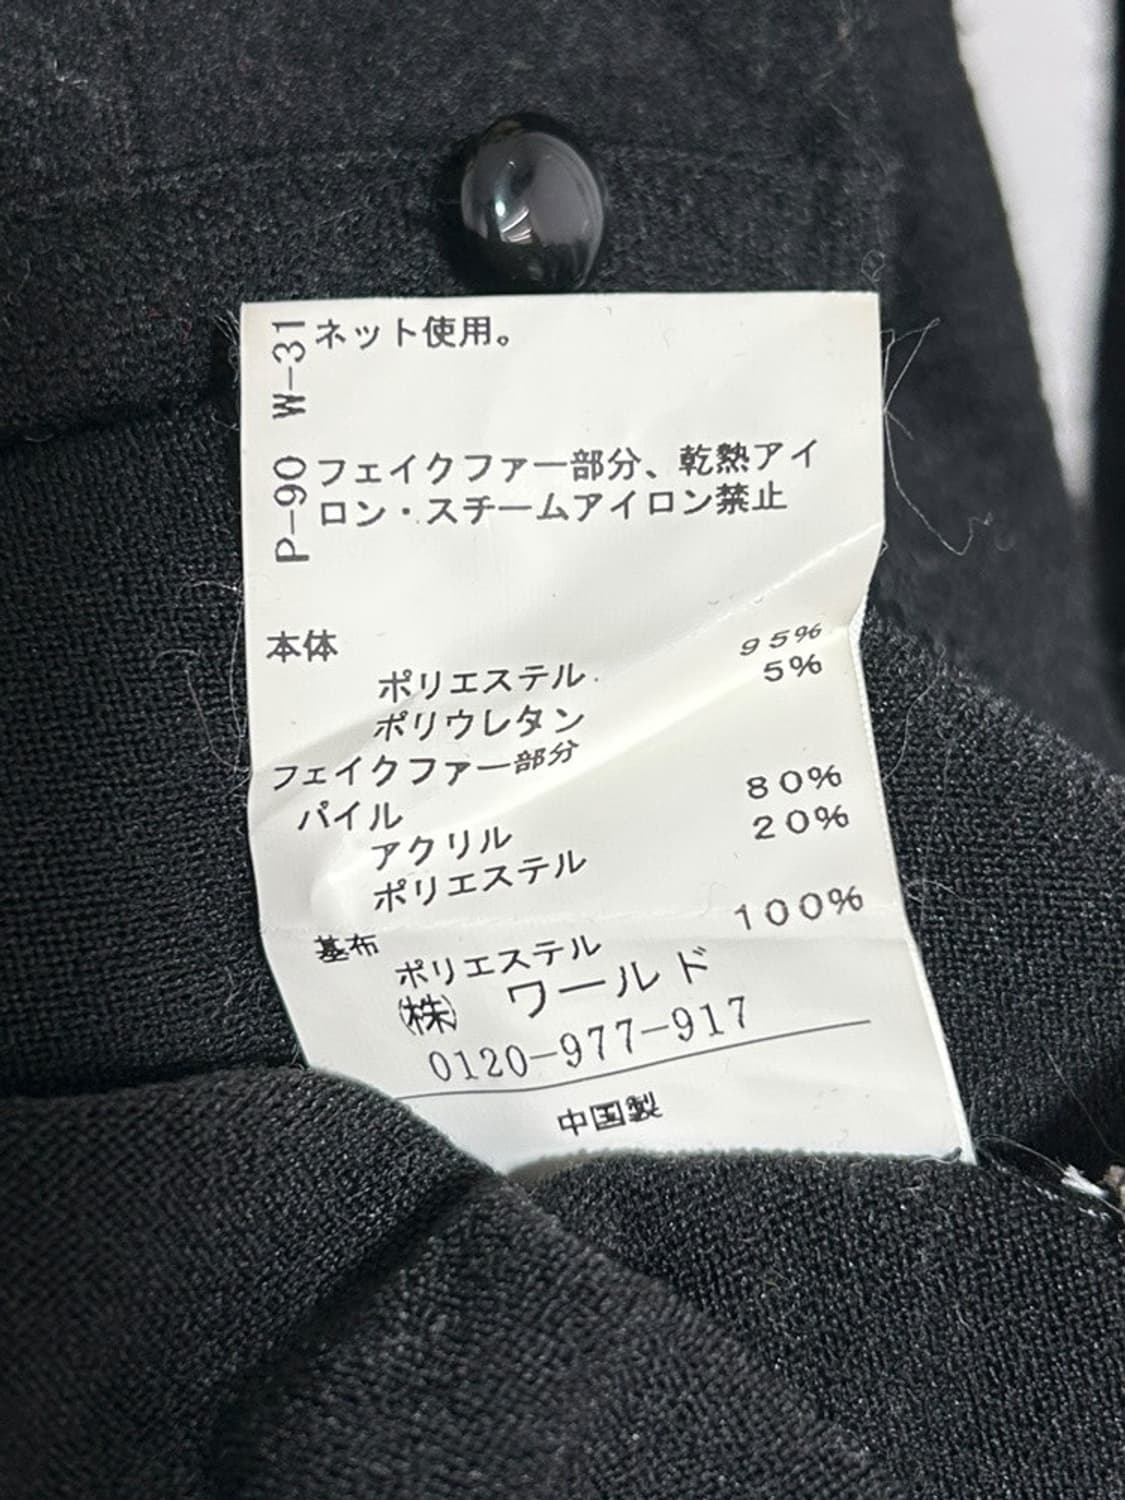 W-31
ネット使用。
P-90
フェイクファー部分、乾熱アイ
ロン・スチームアイロン禁止
本体
ポリエステル 95%
ポリウレタン 5%
フェイクファー部分
パイル
アクリル 80%
ポリエステル 20%
基布
ポリエステル 100%
㈱ ワールド
0120-977-917
中国製